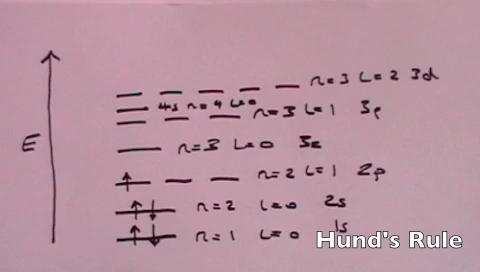 n=3 L=2 3d
4s n=4 L=0
n=3 L=1 3p
E
n=3 L=0 3s
n=2 L=1 2p
n=2 L=0 2s
n=1 L=0 1s
Hund's Rule